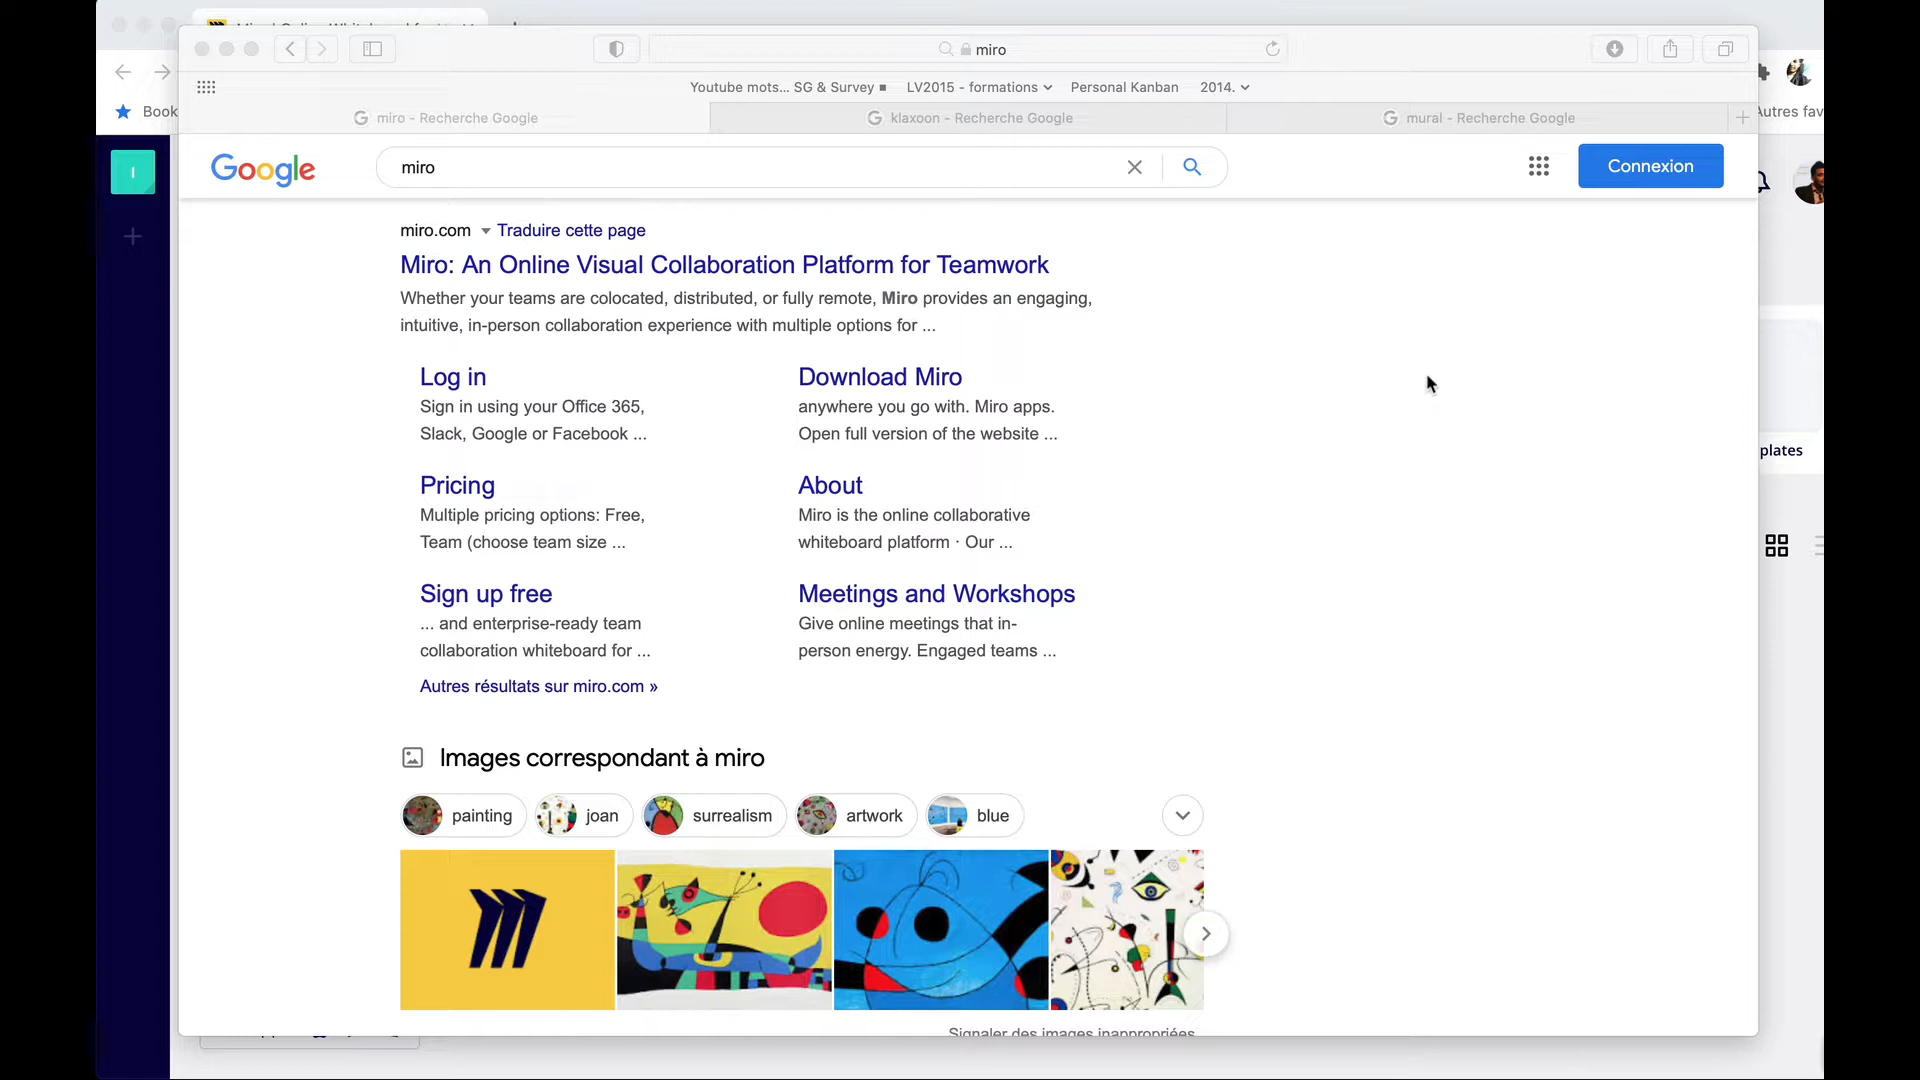 miro
Youtube mots... SG & Survey
LV2015 - formations
Personal Kanban
2014.
Book
miro - Recherche Google
klaxoon - Recherche Google
mural - Recherche Google
Autres fav
I
Google
miro
Connexion
miro.com
Traduire cette page
Miro: An Online Visual Collaboration Platform for Teamwork
Whether your teams are colocated, distributed, or fully remote, Miro provides an engaging,
intuitive, in-person collaboration experience with multiple options for ...
Log in
Sign in using your Office 365,
Slack, Google or Facebook ...
Download Miro
anywhere you go with. Miro apps.
Open full version of the website ...
plates
Pricing
Multiple pricing options: Free,
Team (choose team size ...
About
Miro is the online collaborative
whiteboard platform · Our ...
Sign up free
... and enterprise-ready team
collaboration whiteboard for ...
Meetings and Workshops
Give online meetings that in-
person energy. Engaged teams ...
Autres résultats sur miro.com »
Images correspondant à miro
painting
joan
surrealism
artwork
blue
Signaler des images inappropriées